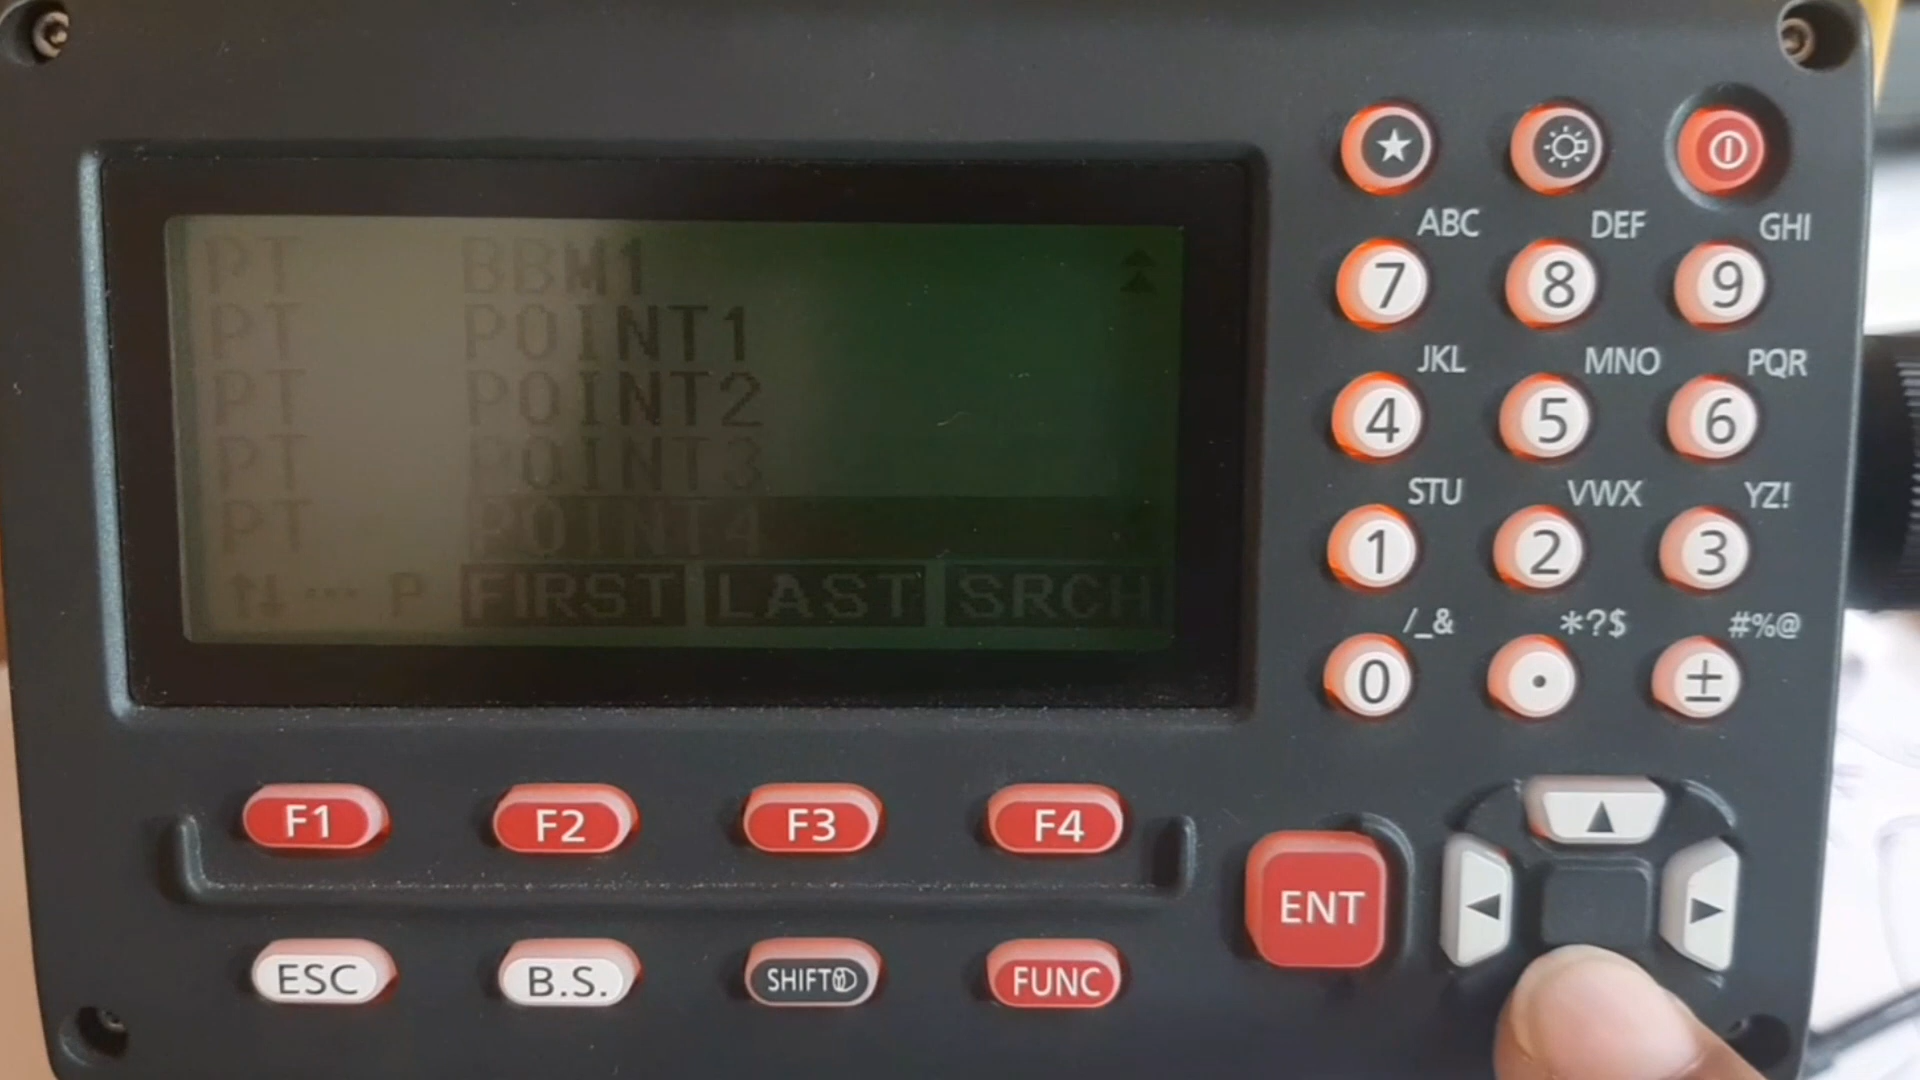 PT BBM1
PT POINT1
PT POINT2
PT POINT3
PT POINT4
↑↓··· P FIRST LAST SRCH
ABC DEF GHI
7 8 9
JKL MNO PQR
4 5 6
STU VWX YZ!
1 2 3
/_& *?$ #%@
0 • ±
F1 F2 F3 F4
ENT
ESC B.S. SHIFT FUNC